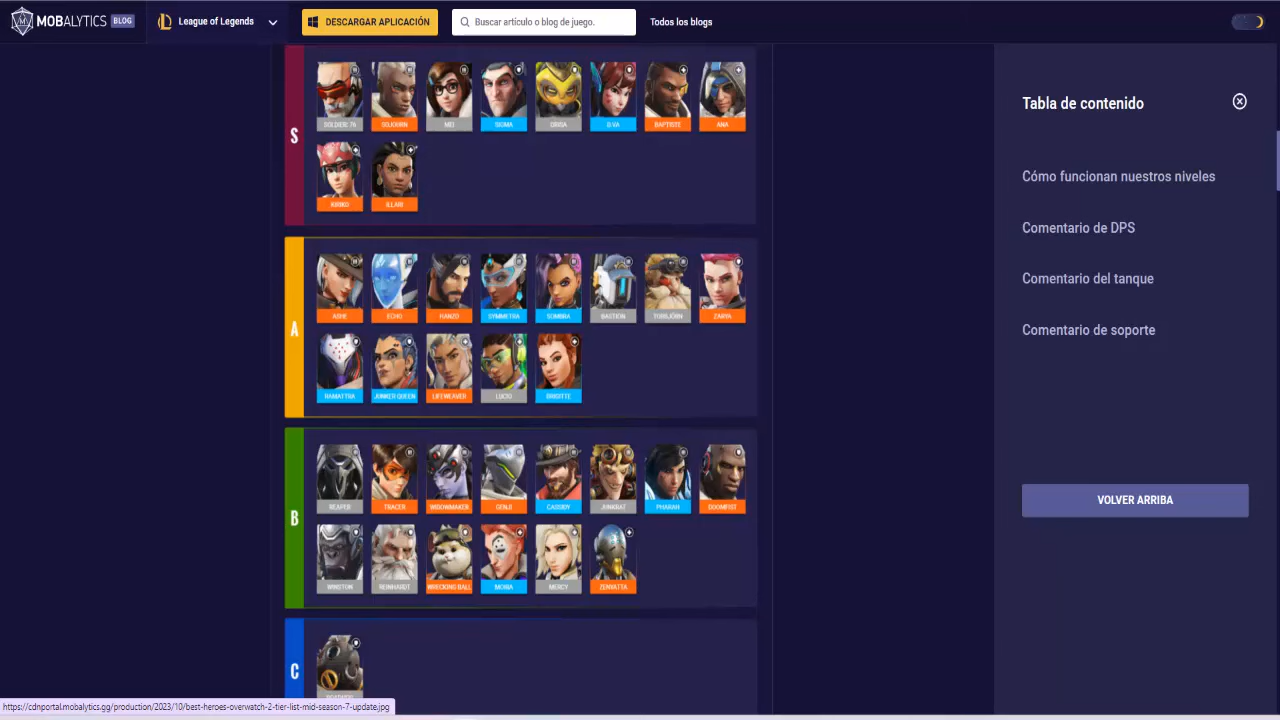 MOBALYTICS BLOG
League of Legends
DESCARGAR APLICACIÓN
Buscar artículo o blog de juego.
Todos los blogs
S
SOLDIER: 76 SOJOURN MEI SIGMA ORISA D.VA BAPTISTE ANA
KIRIKO ILLARI
A
ASHE ECHO HANZO SYMMETRA SOMBRA BASTION TORBJÖRN ZARYA
RAMATTRA JUNKER QUEEN LIFEWEAVER LUCIO BRIGITTE
B
REAPER TRACER WIDOWMAKER GENJI CASSIDY JUNKRAT PHARAH DOOMFIST
WINSTON REINHARDT WRECKING BALL MOIRA MERCY ZENYATTA
C
Tabla de contenido
Cómo funcionan nuestros niveles
Comentario de DPS
Comentario del tanque
Comentario de soporte
VOLVER ARRIBA
https://cdnportal.mobalytics.gg/production/2023/10/best-heroes-overwatch-2-tier-list-mid-season-7-update.jpg